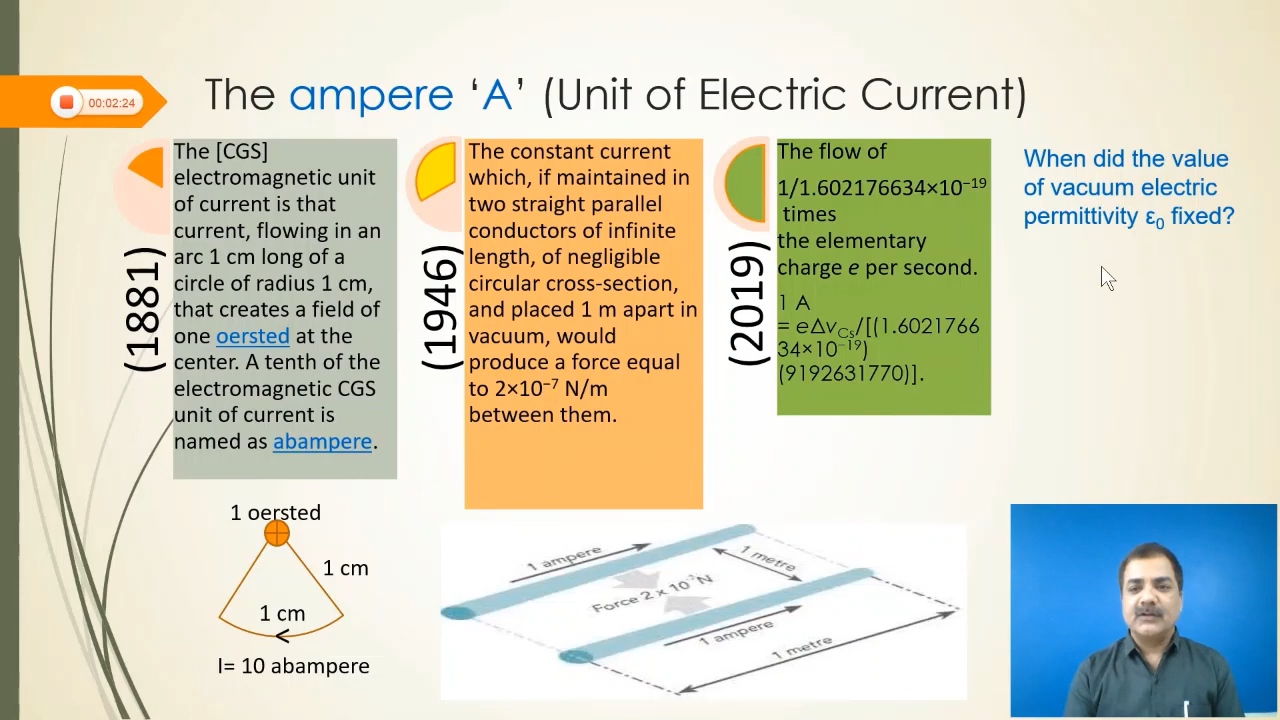 The ampere ‘A’ (Unit of Electric Current)
00:02:24
(1881)
The [CGS]
electromagnetic unit
of current is that
current, flowing in an
arc 1 cm long of a
circle of radius 1 cm,
that creates a field of
one oersted at the
center. A tenth of the
electromagnetic CGS
unit of current is
named as abampere.
(1946)
The constant current
which, if maintained in
two straight parallel
conductors of infinite
length, of negligible
circular cross-section,
and placed 1 m apart in
vacuum, would
produce a force equal
to 2×10⁻⁷ N/m
between them.
(2019)
The flow of
1/1.602176634×10⁻¹⁹
times
the elementary
charge e per second.
1 A
= eΔνCs/[(1.6021766
34×10⁻¹⁹)
(9192631770)].
When did the value
of vacuum electric
permittivity ε₀ fixed?
1 oersted
1 cm
1 cm
I= 10 abampere
1 ampere
1 metre
Force 2 x 10⁻⁷N
1 ampere
1 metre